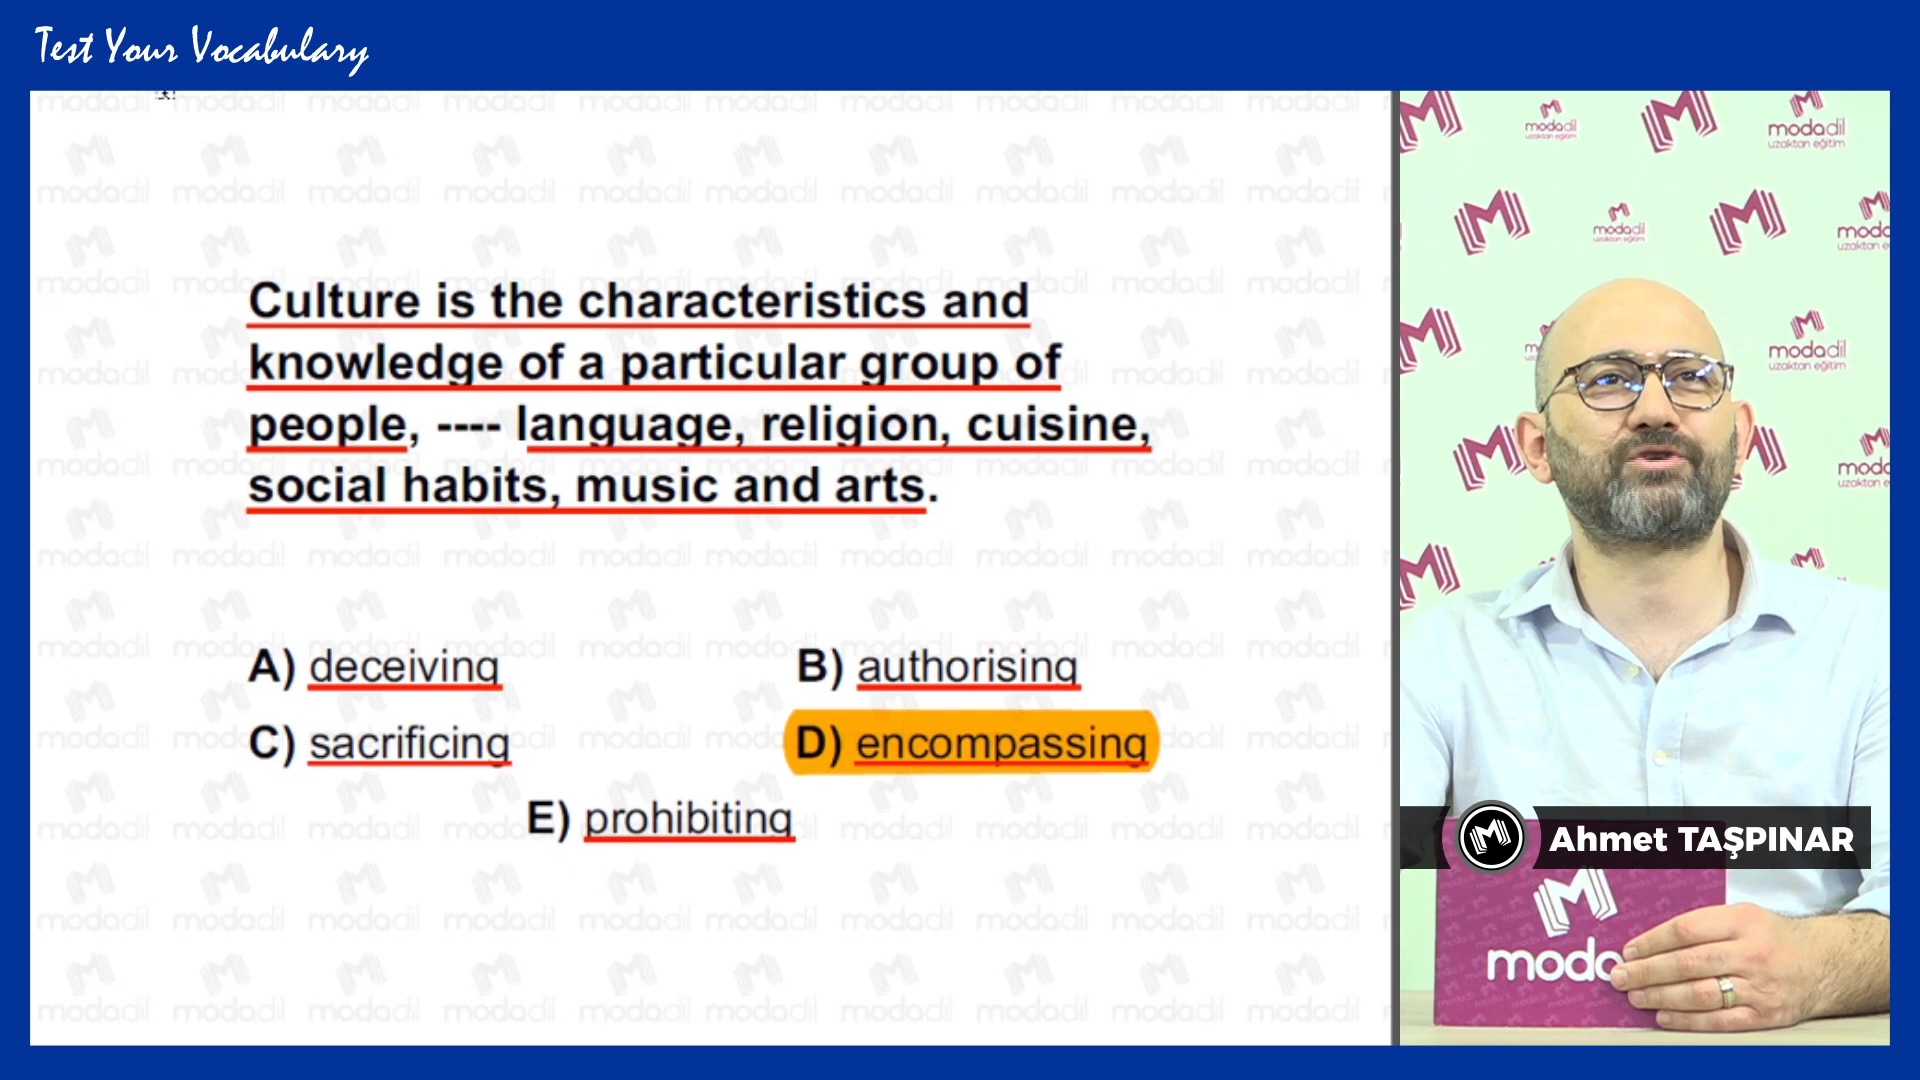 Test Your Vocabulary
Culture is the characteristics and
knowledge of a particular group of
people, ---- language, religion, cuisine,
social habits, music and arts.
A) deceiving
B) authorising
C) sacrificing
D) encompassing
E) prohibiting
modadil
uzaktan eğitim
Ahmet TAŞPINAR
moda